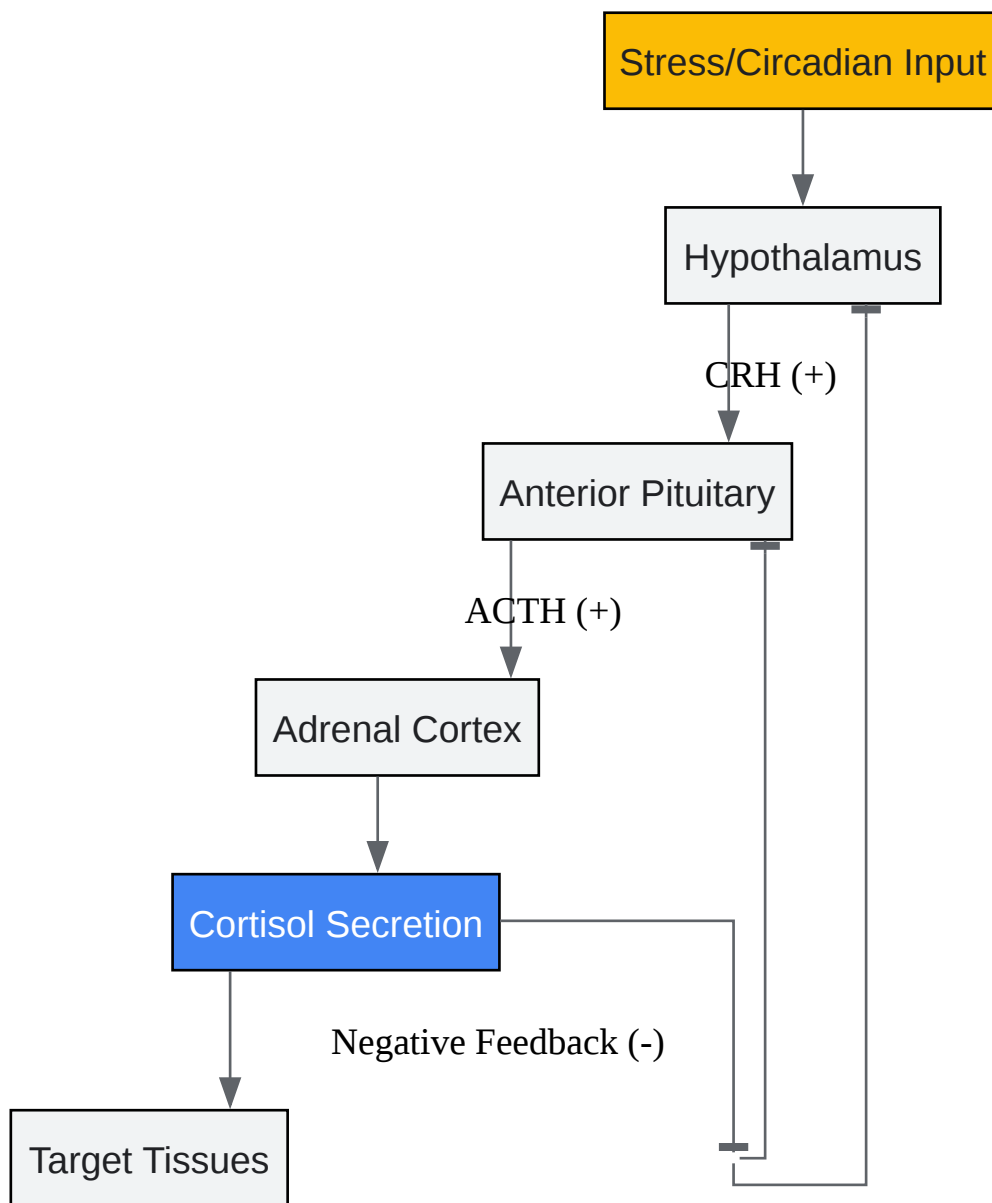 Stress/Circadian Input
Hypothalamus
CRH (+)
Anterior Pituitary
ACTH (+)
Adrenal Cortex
Cortisol Secretion
Negative Feedback (-)
Target Tissues